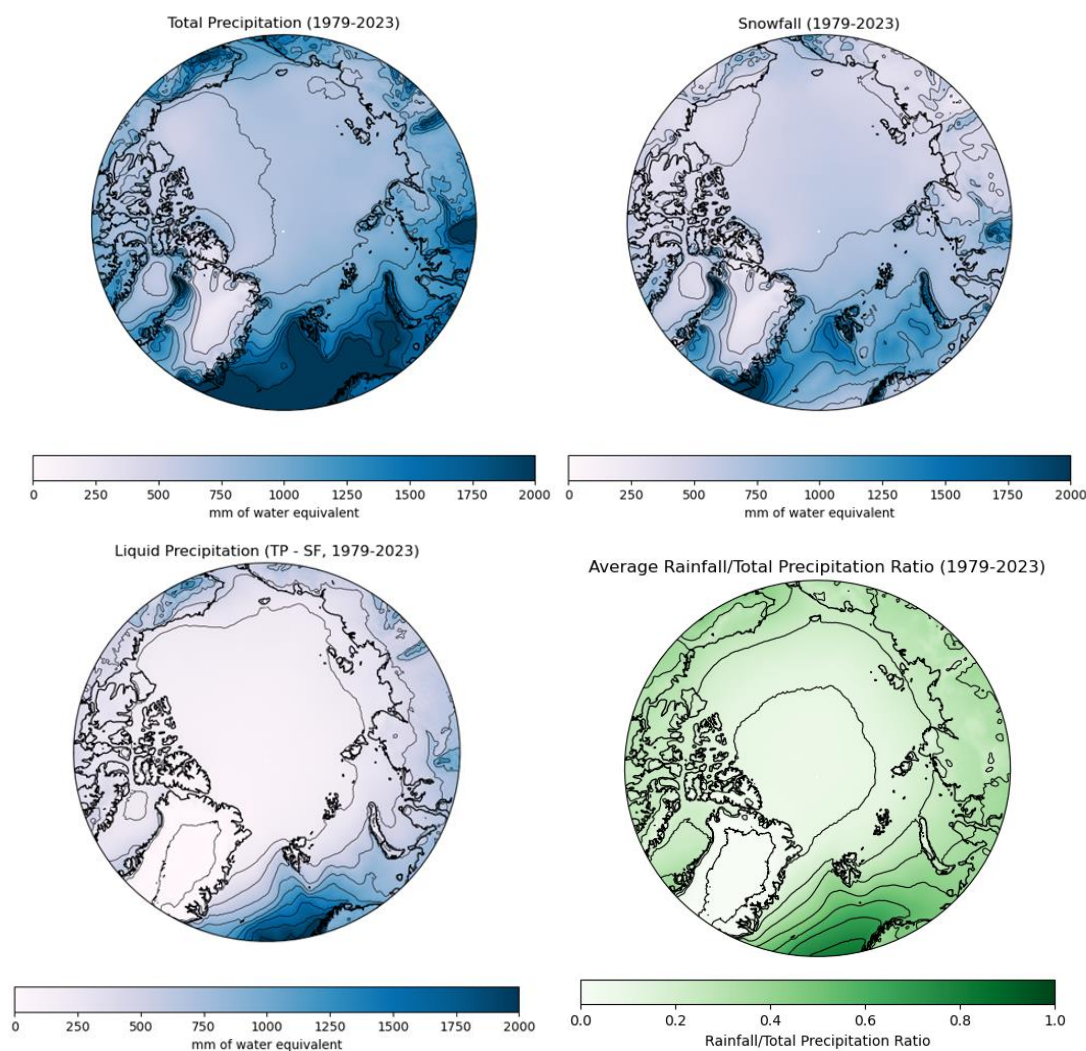 Total Precipitation (1979-2023)
Snowfall (1979-2023)
0 250 500 750 1000 1250 1500 1750 2000
mm of water equivalent
0 250 500 750 1000 1250 1500 1750 2000
mm of water equivalent
Liquid Precipitation (TP - SF, 1979-2023)
Average Rainfall/Total Precipitation Ratio (1979-2023)
0 250 500 750 1000 1250 1500 1750 2000
mm of water equivalent
0.0 0.2 0.4 0.6 0.8 1.0
Rainfall/Total Precipitation Ratio